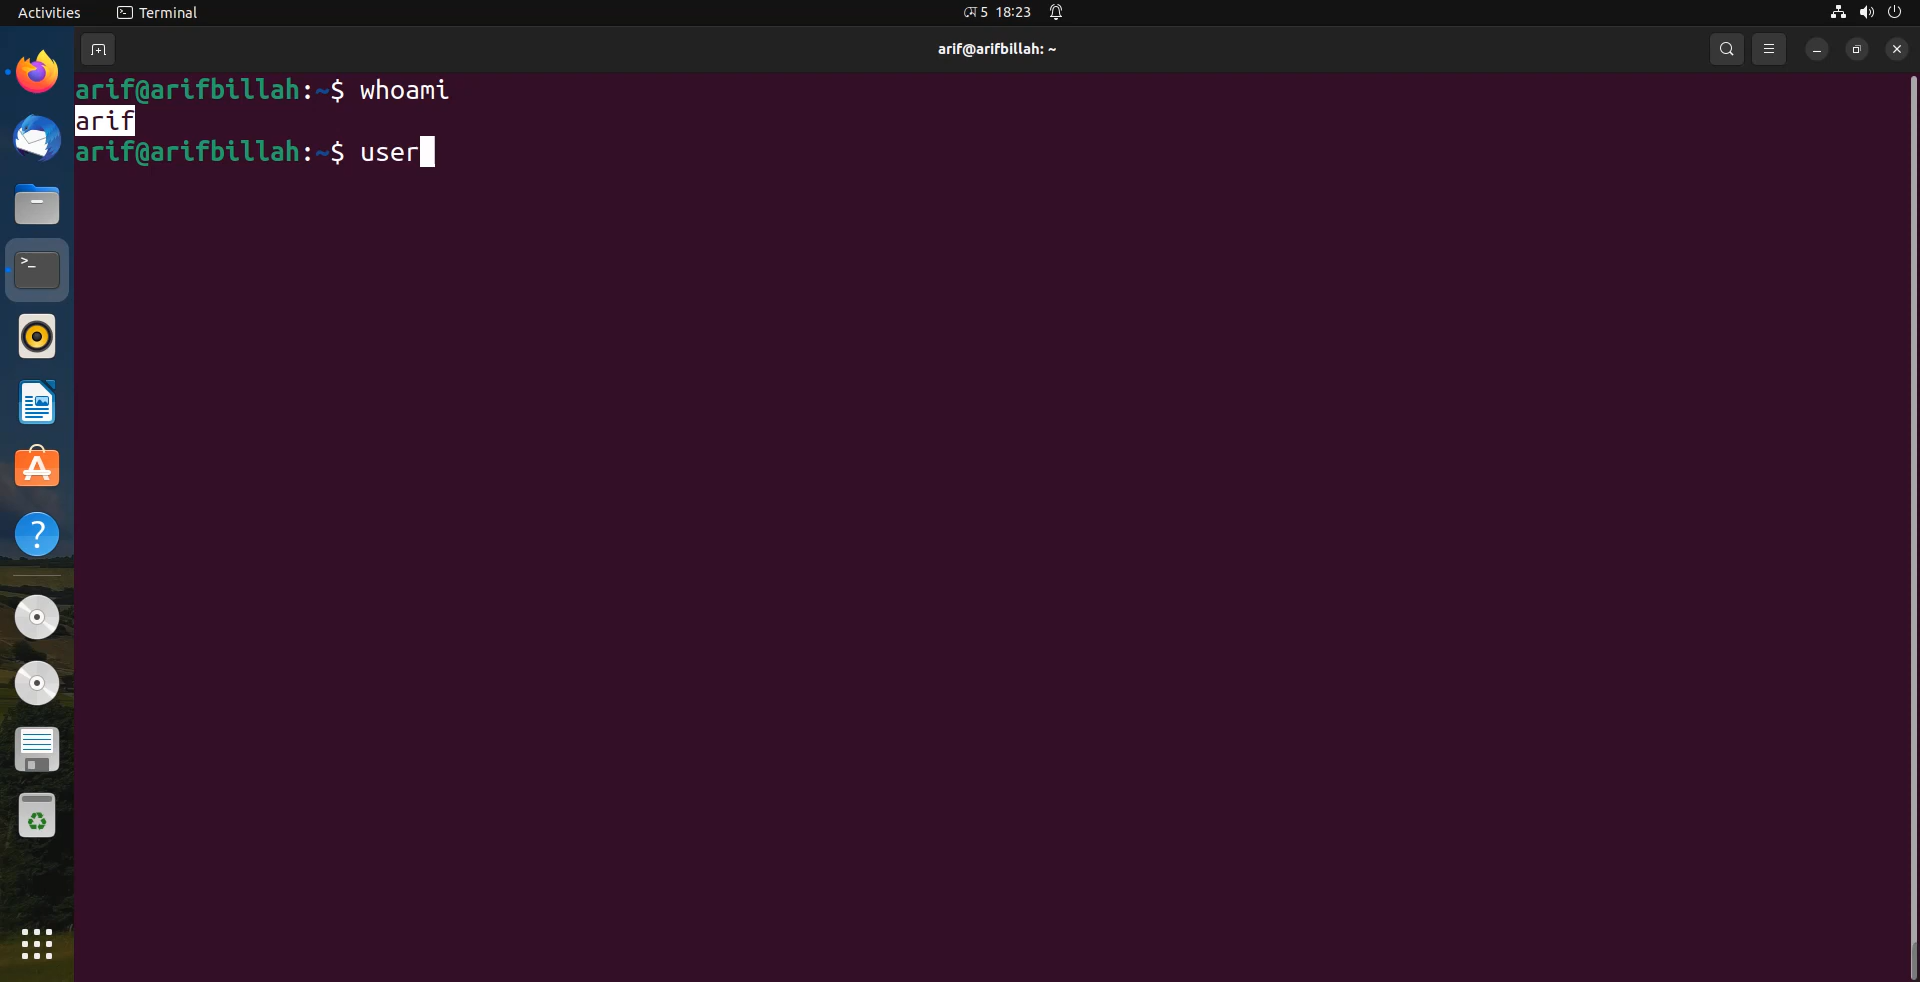 Activities Terminal মে 5 18:23
arif@arifbillah: ~
arif@arifbillah:~$ whoami
arif
arif@arifbillah:~$ user